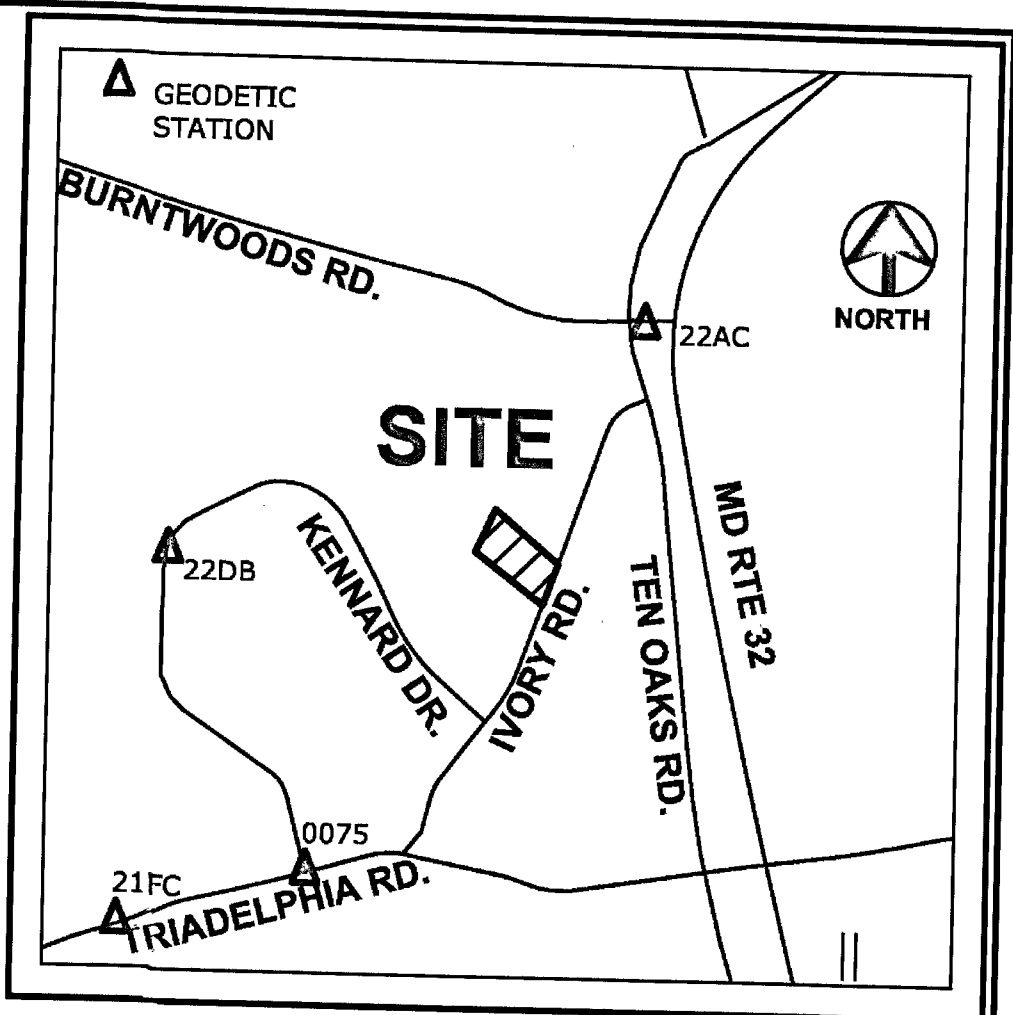 GEODETIC
STATION
BURNTWOODS RD.
NORTH
22AC
SITE
22DB
KENNARD DR.
IVORY RD.
TEN OAKS RD.
MD RTE 32
0075
21FC
TRIADELPHIA RD.